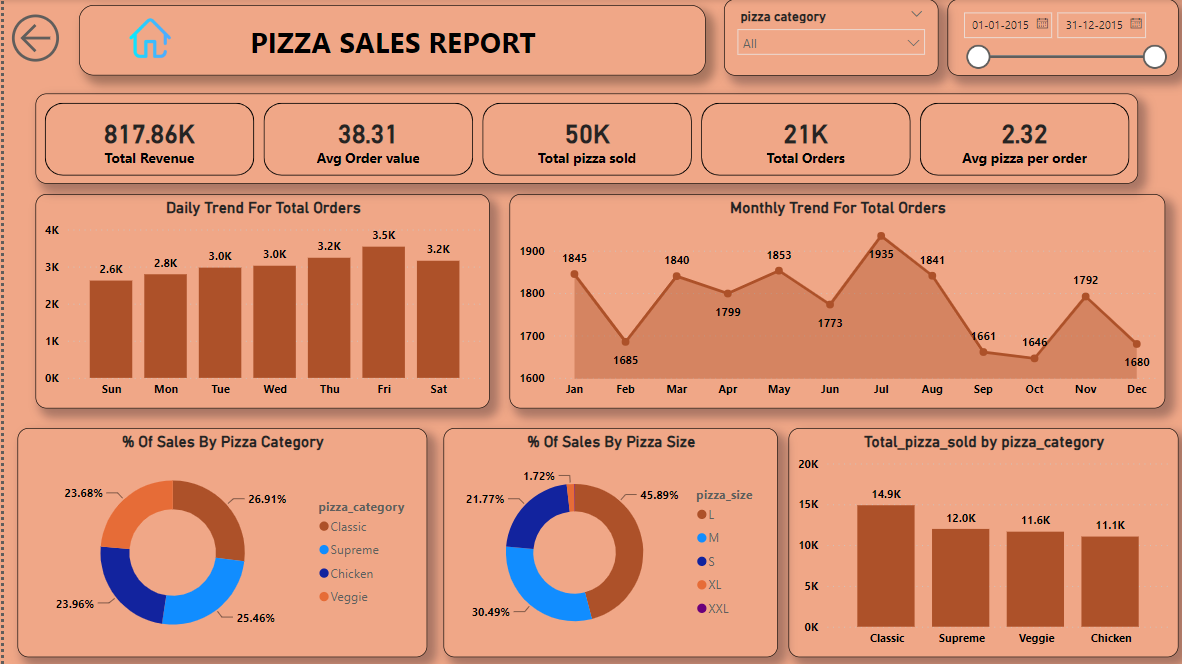 PIZZA SALES REPORT
pizza category
All
01-01-2015
31-12-2015
817.86K
Total Revenue
38.31
Avg Order value
50K
Total pizza sold
21K
Total Orders
2.32
Avg pizza per order
Daily Trend For Total Orders
4K
3K
2K
1K
0K
2.6K
2.8K
3.0K
3.0K
3.2K
3.5K
3.2K
Sun Mon Tue Wed Thu Fri Sat
Monthly Trend For Total Orders
1900
1800
1700
1600
1845
1685
1840
1799
1853
1773
1935
1841
1661
1646
1792
1680
Jan Feb Mar Apr May Jun Jul Aug Sep Oct Nov Dec
% Of Sales By Pizza Category
23.68%
26.91%
23.96%
25.46%
pizza_category
Classic
Supreme
Chicken
Veggie
% Of Sales By Pizza Size
1.72%
21.77%
45.89%
30.49%
pizza_size
L
M
S
XL
XXL
Total_pizza_sold by pizza_category
20K
15K
10K
5K
0K
14.9K
12.0K
11.6K
11.1K
Classic Supreme Veggie Chicken